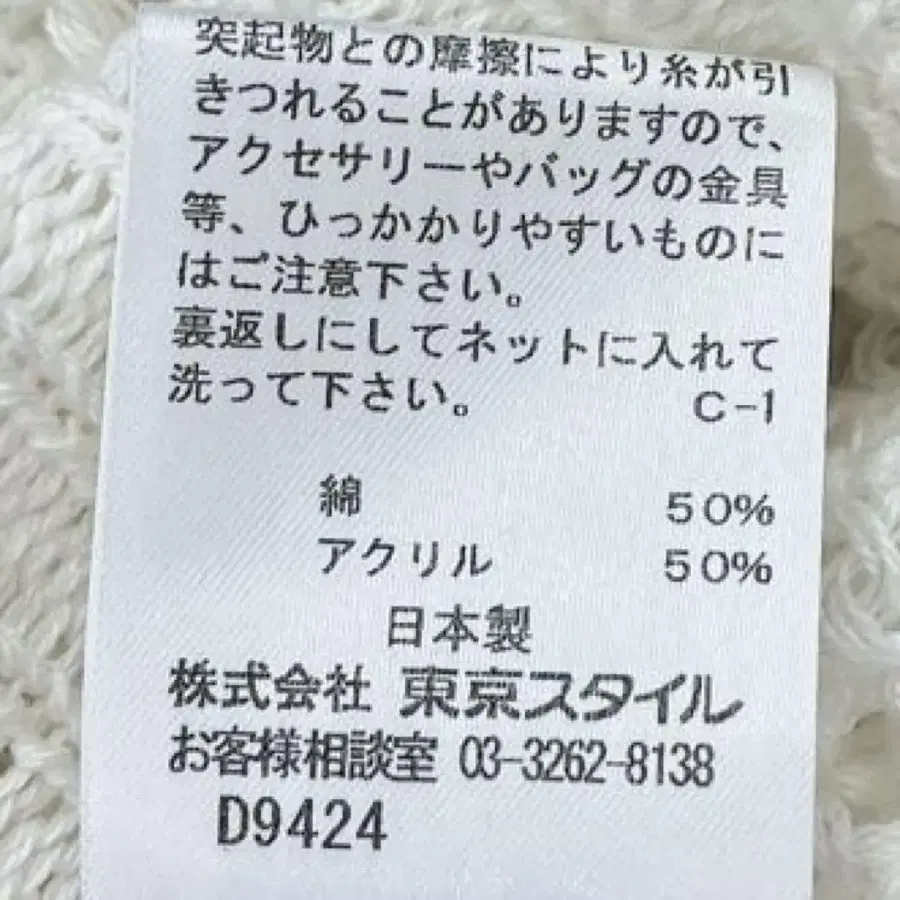 突起物との摩擦により糸が引
きつれることがありますので、
アクセサリーやバッグの金具
等、ひっかかりやすいものに
はご注意下さい。
裏返しにしてネットに入れて
洗って下さい。 C-1
綿 50%
アクリル 50%
日本製
株式会社 東京スタイル
お客様相談室 03-3262-8138
D9424